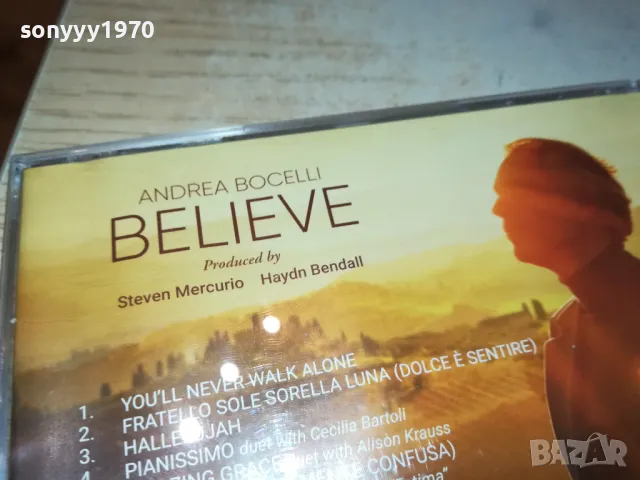 sonyyy1970
ANDREA BOCELLI
BELIEVE
Produced by
Steven Mercurio Haydn Bendall
1. YOU'LL NEVER WALK ALONE
2. FRATELLO SOLE SORELLA LUNA (DOLCE È SENTIRE)
3. HALLELUJAH
4. PIANISSIMO duet with Cecilia Bartoli
duet with Alison Krauss
CONFUSA)
BAZAR